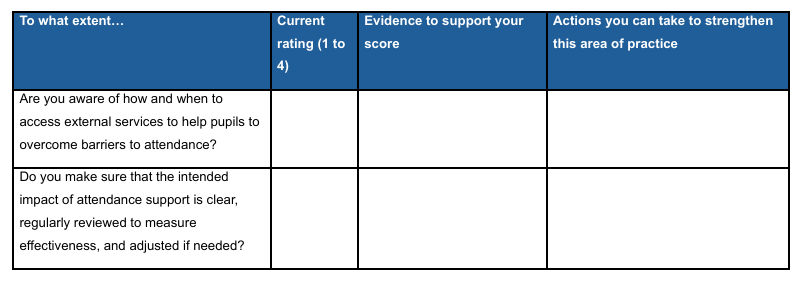 To what extent…
Current
rating (1 to
4)
Evidence to support your
score
Actions you can take to strengthen
this area of practice
Are you aware of how and when to
access external services to help pupils to
overcome barriers to attendance?
Do you make sure that the intended
impact of attendance support is clear,
regularly reviewed to measure
effectiveness, and adjusted if needed?